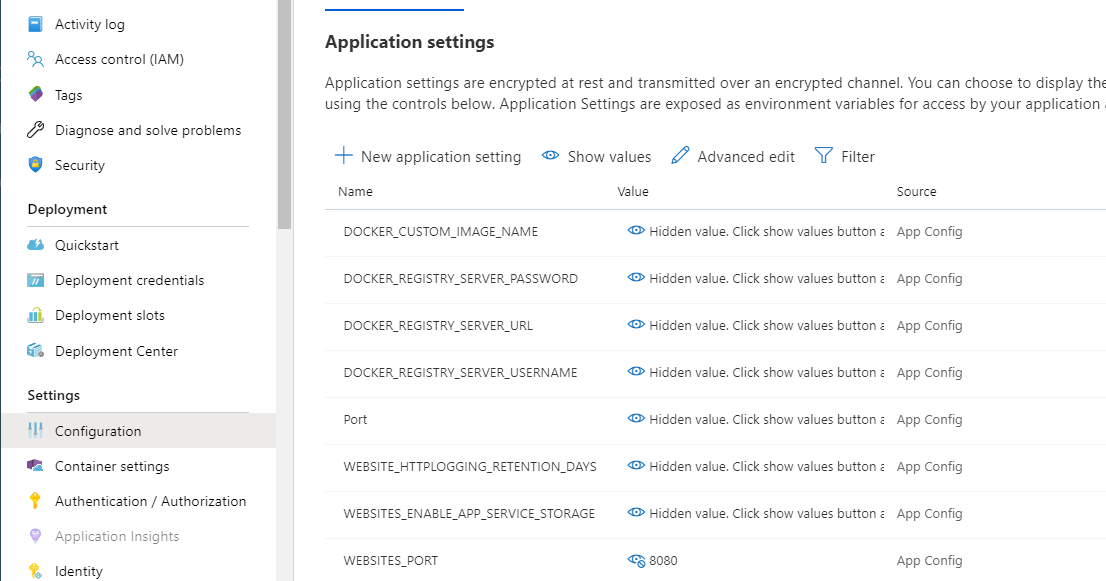 Activity log
Access control (IAM)
Tags
Diagnose and solve problems
Security
Deployment
Quickstart
Deployment credentials
Deployment slots
Deployment Center
Settings
Configuration
Container settings
Authentication / Authorization
Application Insights
Identity
Application settings
Application settings are encrypted at rest and transmitted over an encrypted channel. You can choose to display the
using the controls below. Application Settings are exposed as environment variables for access by your application a
New application setting Show values Advanced edit Filter
Name Value Source
DOCKER_CUSTOM_IMAGE_NAME Hidden value. Click show values button a App Config
DOCKER_REGISTRY_SERVER_PASSWORD Hidden value. Click show values button a App Config
DOCKER_REGISTRY_SERVER_URL Hidden value. Click show values button a App Config
DOCKER_REGISTRY_SERVER_USERNAME Hidden value. Click show values button a App Config
Port Hidden value. Click show values button a App Config
WEBSITE_HTTPLOGGING_RETENTION_DAYS Hidden value. Click show values button a App Config
WEBSITES_ENABLE_APP_SERVICE_STORAGE Hidden value. Click show values button a App Config
WEBSITES_PORT 8080 App Config